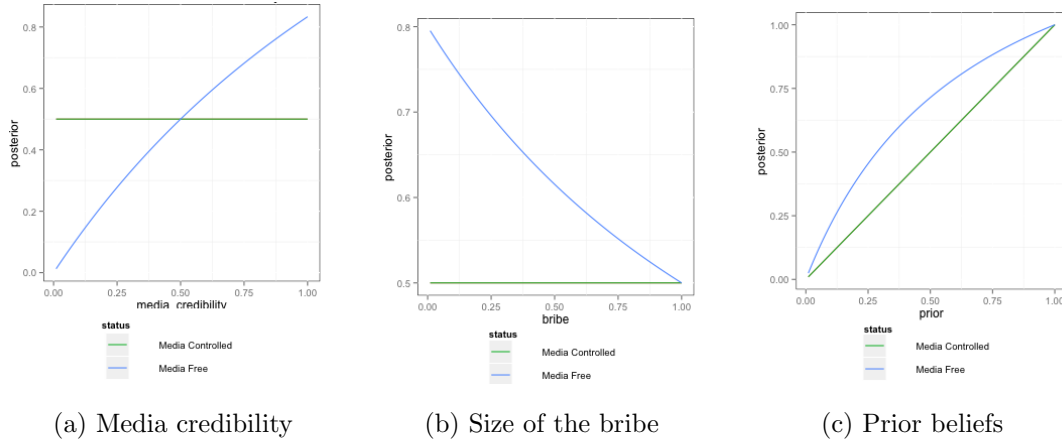 0.8
0.6
0.4
0.2
0.0
posterior
0.00 0.25 0.50 0.75 1.00
media_credibility
status
Media Controlled
Media Free
(a) Media credibility
0.8
0.7
0.6
0.5
posterior
0.00 0.25 0.50 0.75 1.00
bribe
status
Media Controlled
Media Free
(b) Size of the bribe
1.00
0.75
0.50
0.25
0.00
posterior
0.00 0.25 0.50 0.75 1.00
prior
status
Media Controlled
Media Free
(c) Prior beliefs